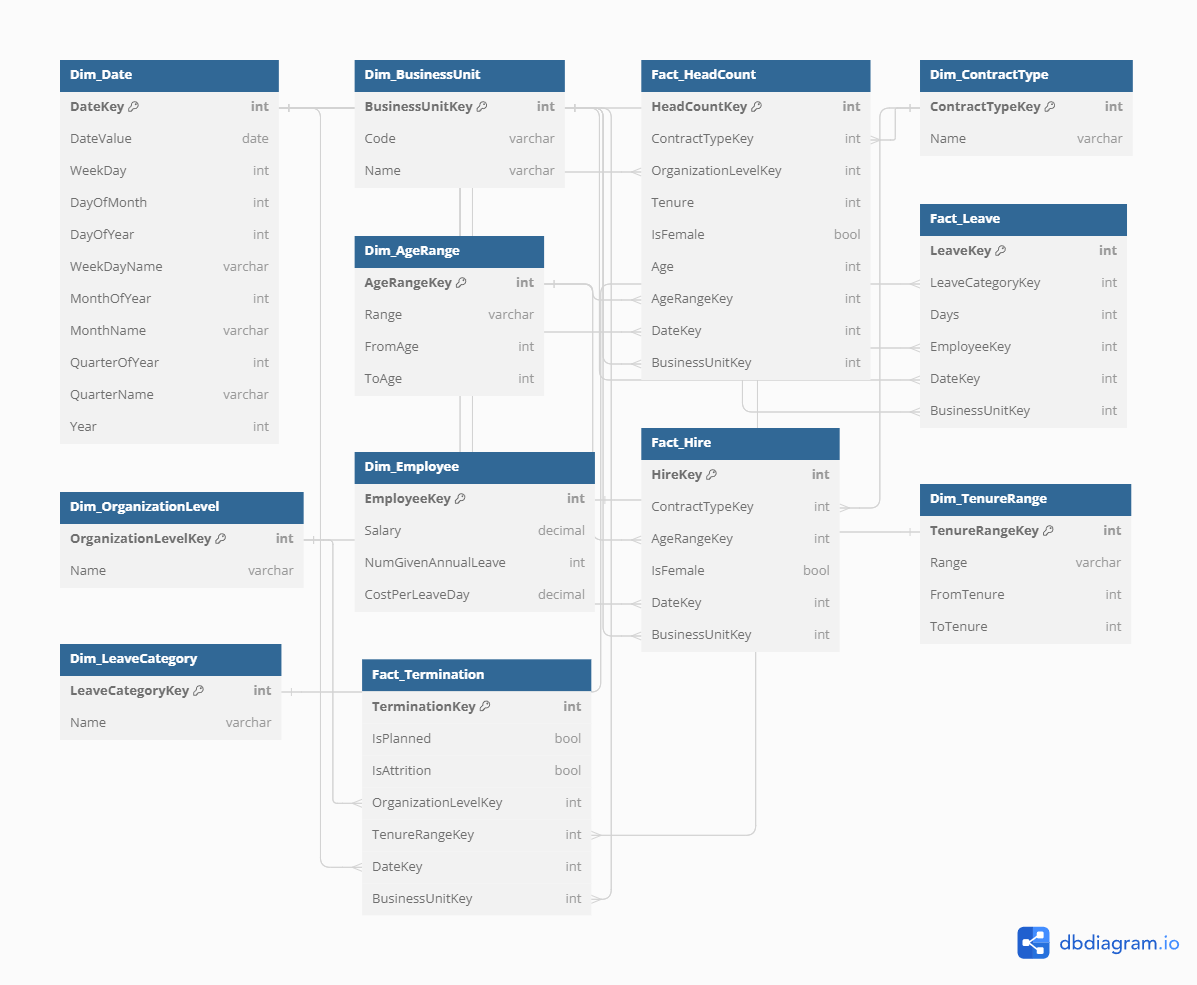 Dim_Date
DateKey int
DateValue date
WeekDay int
DayOfMonth int
DayOfYear int
WeekDayName varchar
MonthOfYear int
MonthName varchar
QuarterOfYear int
QuarterName varchar
Year int
Dim_OrganizationLevel
OrganizationLevelKey int
Name varchar
Dim_LeaveCategory
LeaveCategoryKey int
Name varchar
Dim_BusinessUnit
BusinessUnitKey int
Code varchar
Name varchar
Dim_AgeRange
AgeRangeKey int
Range varchar
FromAge int
ToAge int
Dim_Employee
EmployeeKey int
Salary decimal
NumGivenAnnualLeave int
CostPerLeaveDay decimal
Fact_Termination
TerminationKey int
IsPlanned bool
IsAttrition bool
OrganizationLevelKey int
TenureRangeKey int
DateKey int
BusinessUnitKey int
Fact_HeadCount
HeadCountKey int
ContractTypeKey int
OrganizationLevelKey int
Tenure int
IsFemale bool
Age int
AgeRangeKey int
DateKey int
BusinessUnitKey int
Fact_Hire
HireKey int
ContractTypeKey int
AgeRangeKey int
IsFemale bool
DateKey int
BusinessUnitKey int
Dim_ContractType
ContractTypeKey int
Name varchar
Fact_Leave
LeaveKey int
LeaveCategoryKey int
Days int
EmployeeKey int
DateKey int
BusinessUnitKey int
Dim_TenureRange
TenureRangeKey int
Range varchar
FromTenure int
ToTenure int
dbdiagram.io